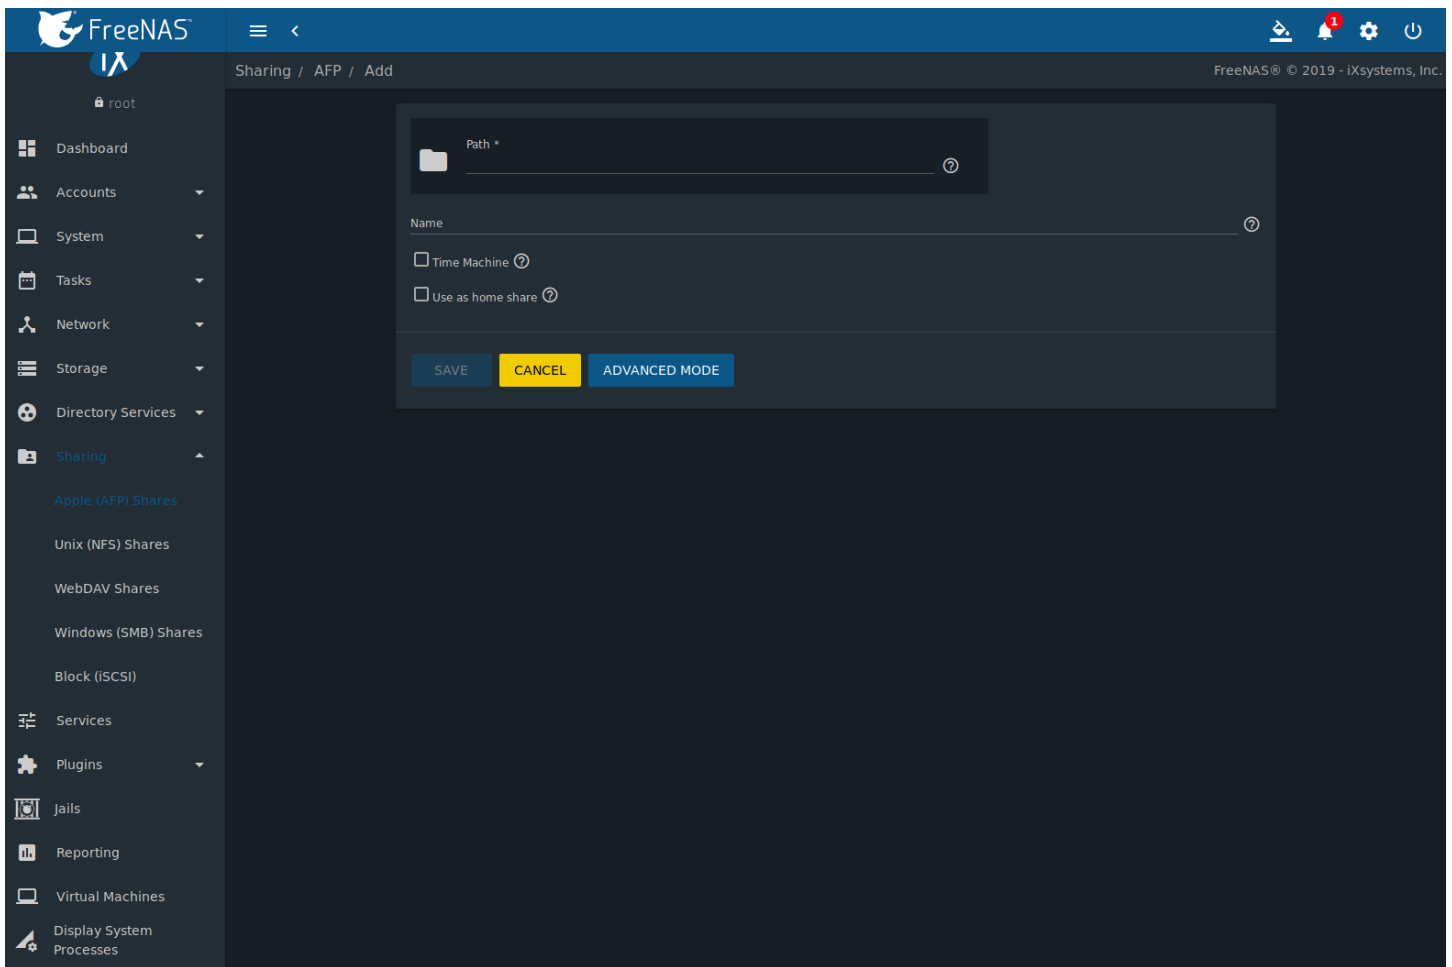 FreeNAS™
1
Sharing / AFP / Add
FreeNAS® © 2019 - iXsystems, Inc.
iX
root
Dashboard
Accounts
System
Tasks
Network
Storage
Directory Services
Sharing
Apple (AFP) Shares
Unix (NFS) Shares
WebDAV Shares
Windows (SMB) Shares
Block (iSCSI)
Services
Plugins
Jails
Reporting
Virtual Machines
Display System
Processes
Path *
Name
Time Machine
Use as home share
SAVE CANCEL ADVANCED MODE